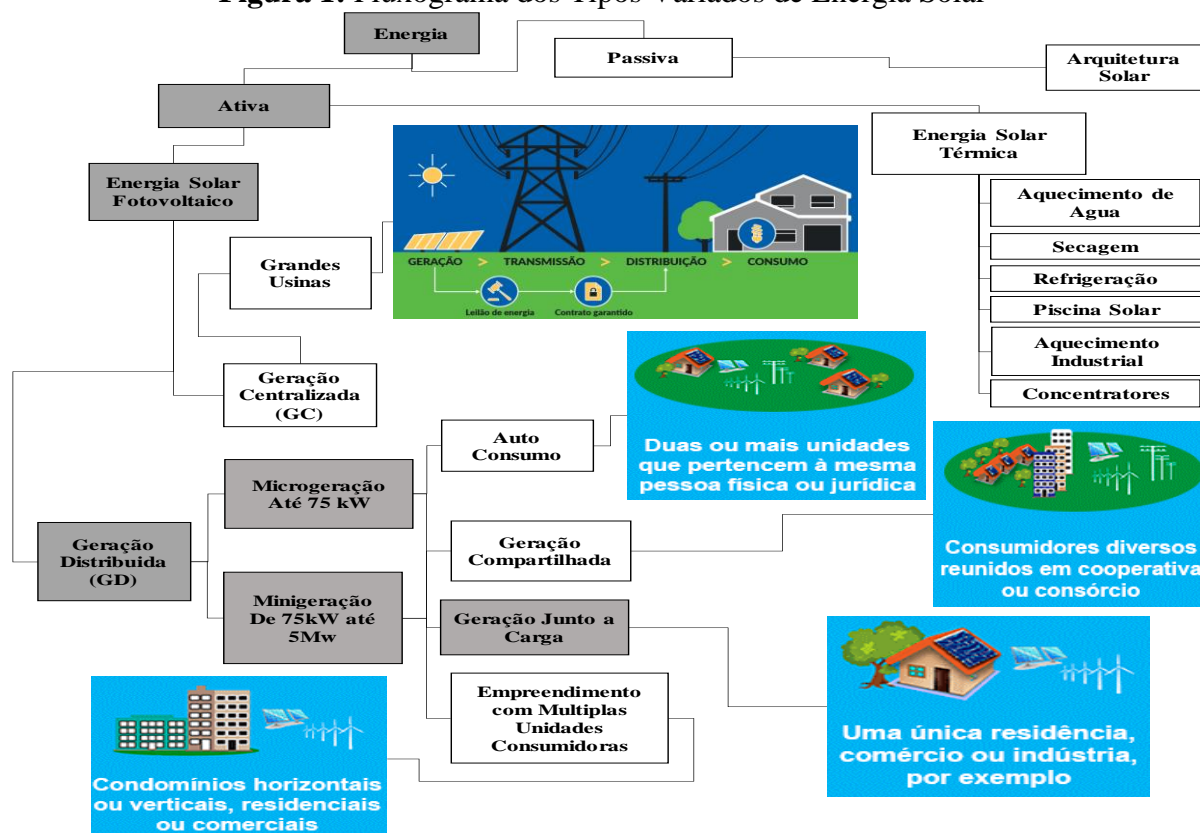 Figura 1. Fluxograma dos Tipos Variados de Energia Solar
Energia
Passiva
Arquitetura
Solar
Ativa
Energia Solar
Térmica
Energia Solar
Fotovoltaico
Aquecimento de
Agua
Secagem
Refrigeração
Piscina Solar
Aquecimento
Industrial
Concentratores
Grandes
Usinas
GERAÇÃO > TRANSMISSÃO > DISTRIBUIÇÃO > CONSUMO
Leilão de energia
Contrato garantido
Geração
Centralizada
(GC)
Auto
Consumo
Duas ou mais unidades
que pertencem à mesma
pessoa física ou jurídica
Microgeração
Até 75 kW
Geração
Distribuida
(GD)
Geração
Compartilhada
Consumidores diversos
reunidos em cooperativa
ou consórcio
Minigeração
De 75kW até
5Mw
Geração Junto a
Carga
Uma única residência,
comércio ou indústria,
por exemplo
Empreendimento
com Multiplas
Unidades
Consumidoras
Condomínios horizontais
ou verticais, residenciais
ou comerciais